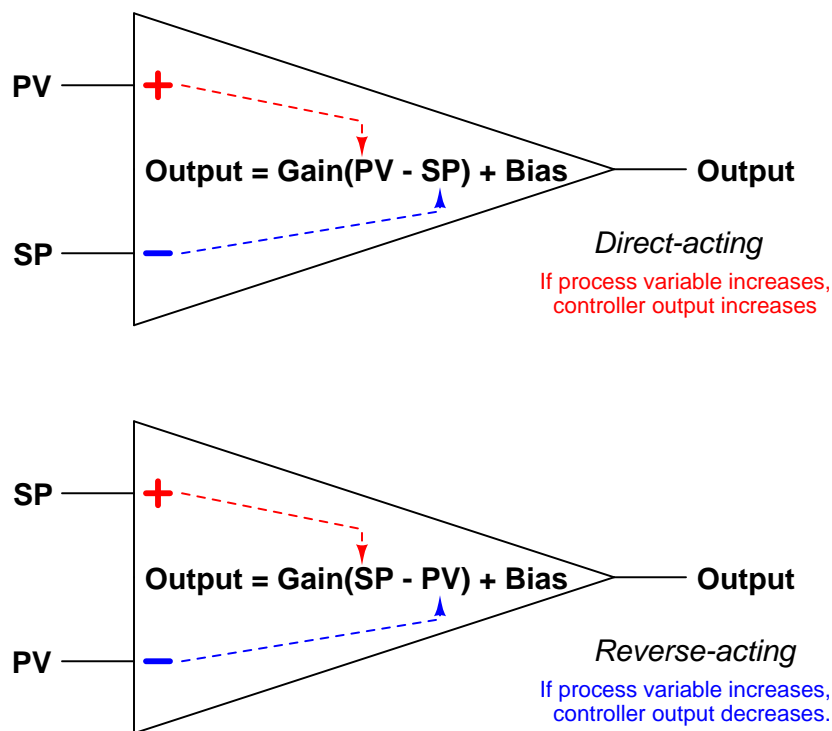 PV
+
Output = Gain(PV - SP) + Bias
Output
SP
−
Direct-acting
If process variable increases,
controller output increases
SP
+
Output = Gain(SP - PV) + Bias
Output
PV
−
Reverse-acting
If process variable increases,
controller output decreases.